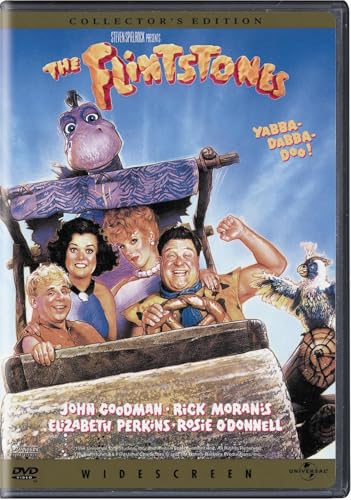 COLLECTOR'S EDITION
STEVEN SPIELROCK PRESENTS
THE FLINTSTONES
YABBA-
DABBA-
DOO!
JOHN GOODMAN • RICK MORANIS
ELIZABETH PERKINS • ROSIE O'DONNELL
DVD
VIDEO
UNIVERSAL
WIDESCREEN